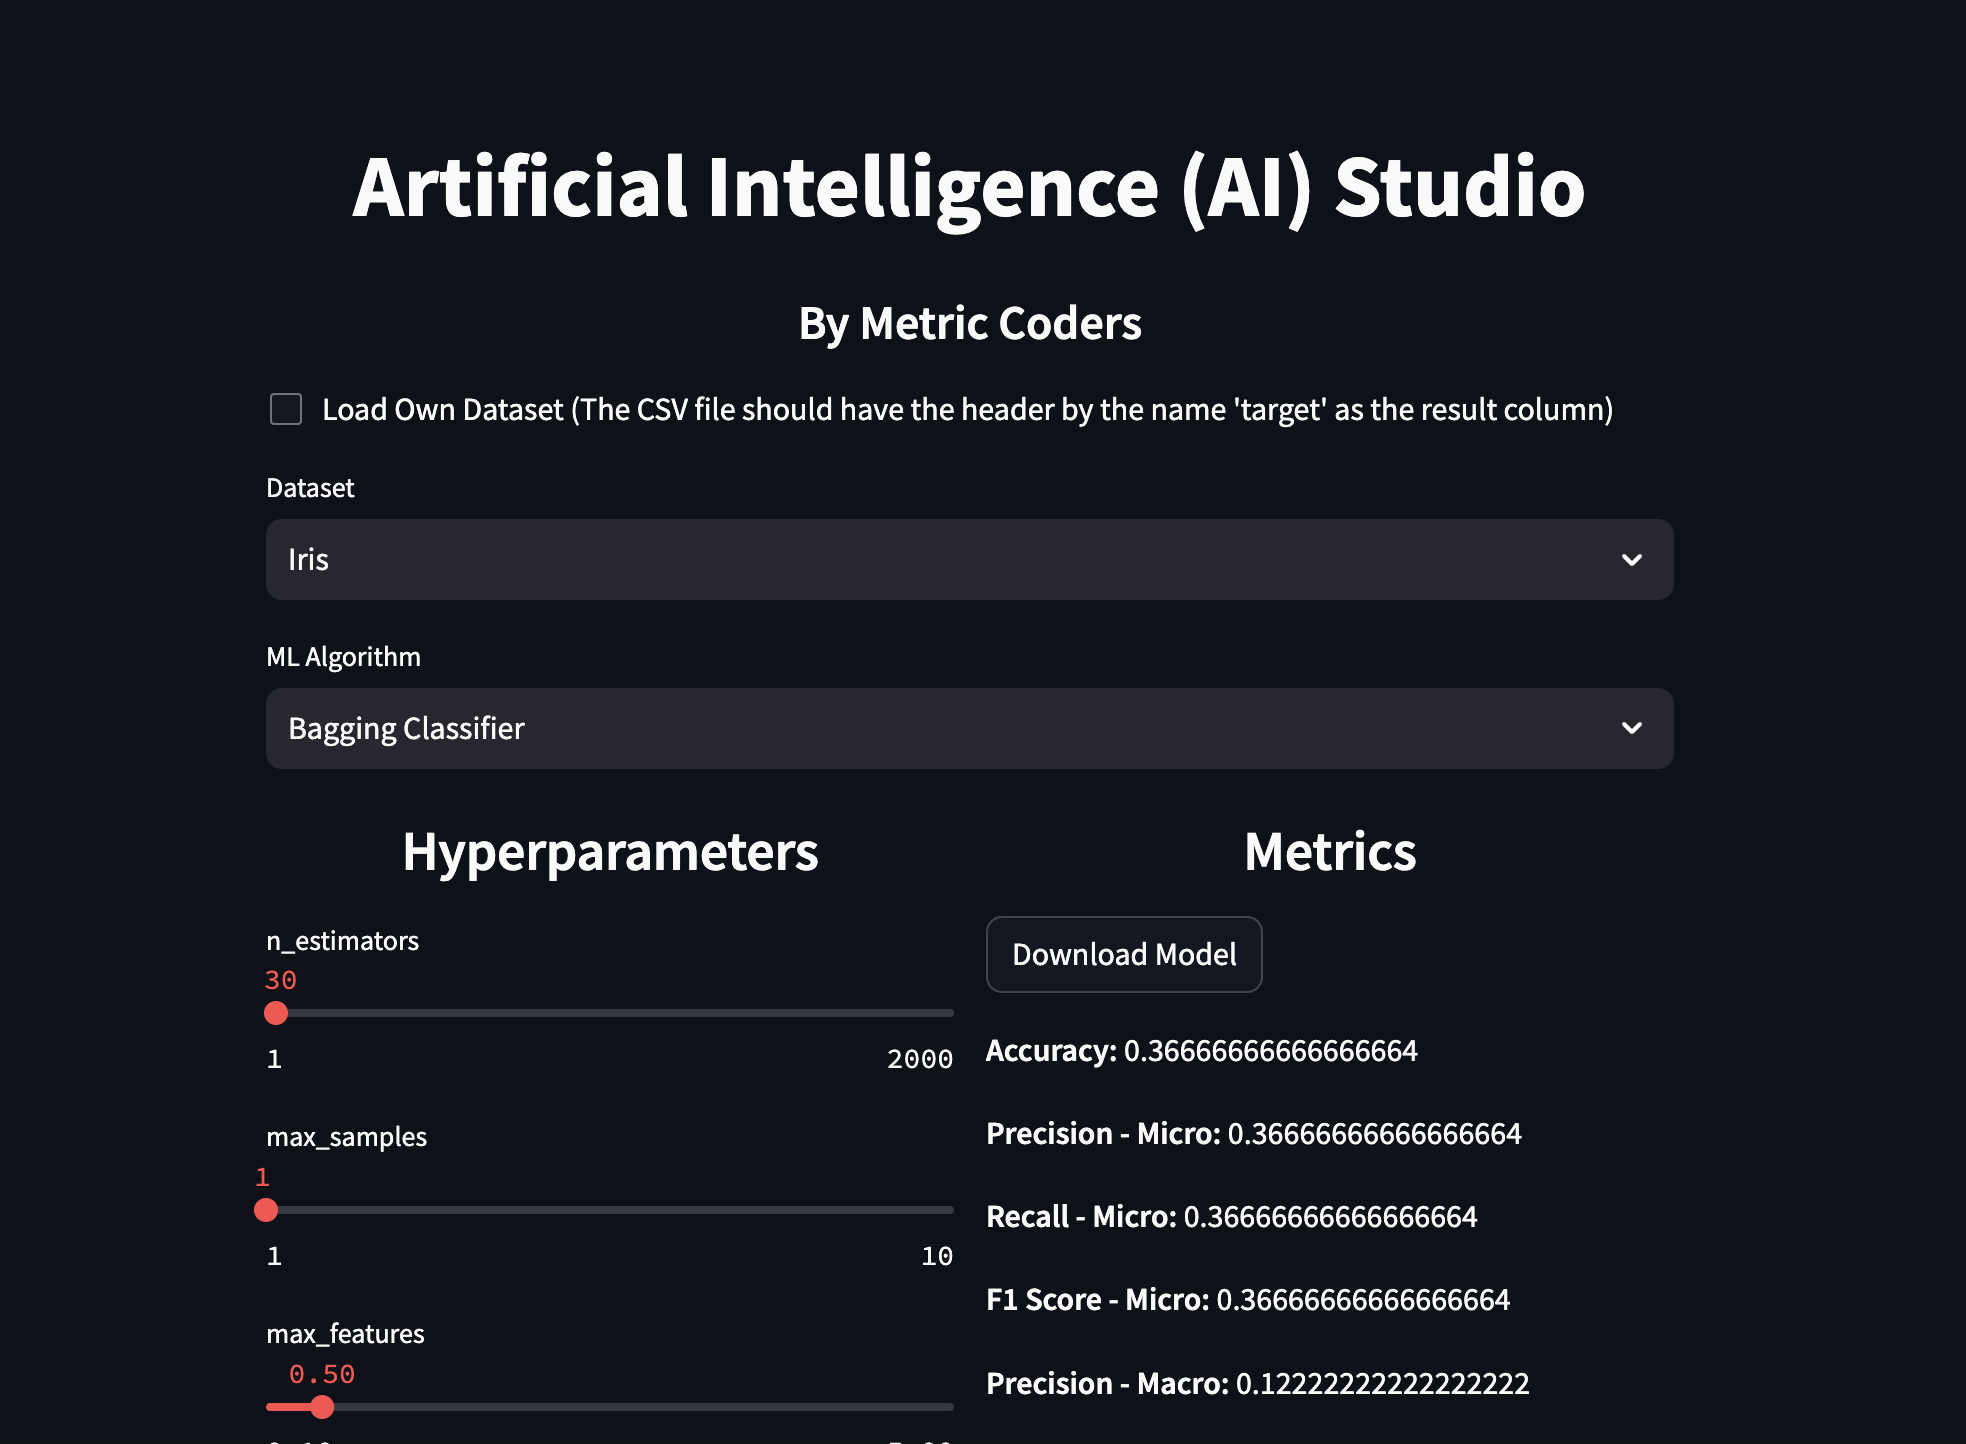 Artificial Intelligence (AI) Studio
By Metric Coders
Load Own Dataset (The CSV file should have the header by the name 'target' as the result column)
Dataset
Iris
ML Algorithm
Bagging Classifier
Hyperparameters
n_estimators
30
1 2000
max_samples
1
1 10
max_features
0.50
Metrics
Download Model
Accuracy: 0.36666666666666664
Precision - Micro: 0.36666666666666664
Recall - Micro: 0.36666666666666664
F1 Score - Micro: 0.36666666666666664
Precision - Macro: 0.12222222222222222